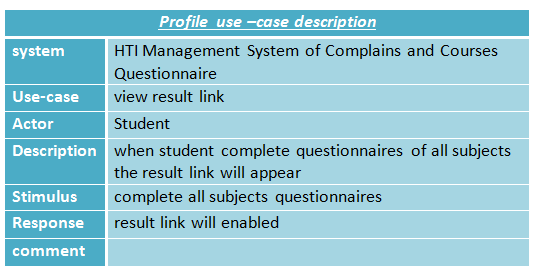 Profile use –case description
system HTI Management System of Complains and Courses
Questionnaire
Use-case view result link
Actor Student
Description when student complete questionnaires of all subjects
the result link will appear
Stimulus complete all subjects questionnaires
Response result link will enabled
comment